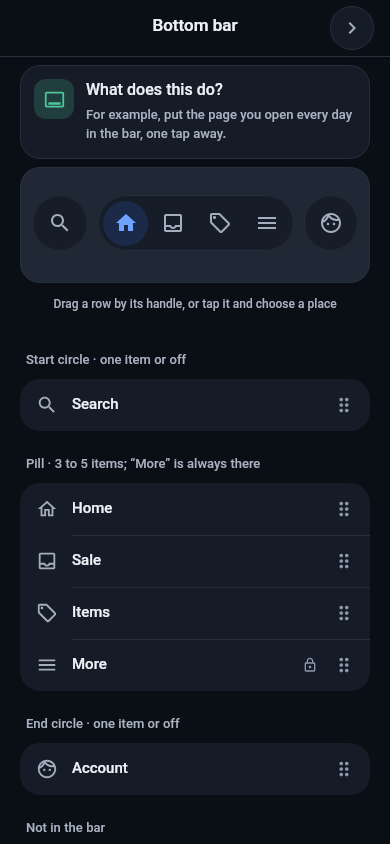 Bottom bar
What does this do?
For example, put the page you open every day
in the bar, one tap away.
Drag a row by its handle, or tap it and choose a place
Start circle · one item or off
Search
Pill · 3 to 5 items; “More” is always there
Home
Sale
Items
More
End circle · one item or off
Account
Not in the bar